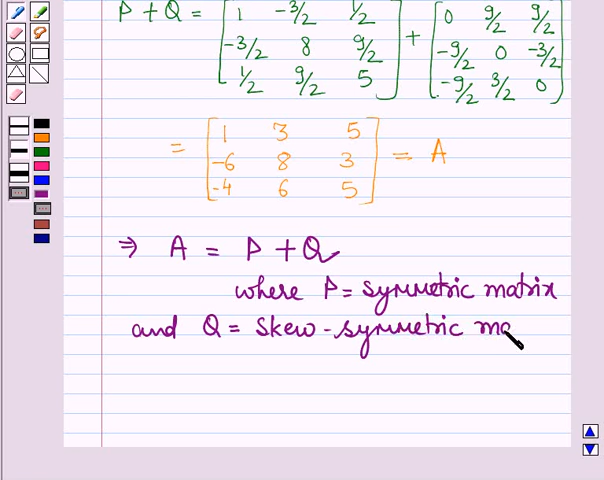 P + Q = [ 1 -3/2 1/2 ] + [ 0 9/2 9/2 ]
[ -3/2 8 9/2 ] [ -9/2 0 -3/2 ]
[ 1/2 9/2 5 ] [ -9/2 3/2 0 ]
= [ 1 3 5 ] = A
[ -6 8 3 ]
[ -4 6 5 ]
⇒ A = P + Q
where P = symmetric matrix
and Q = skew-symmetric ma